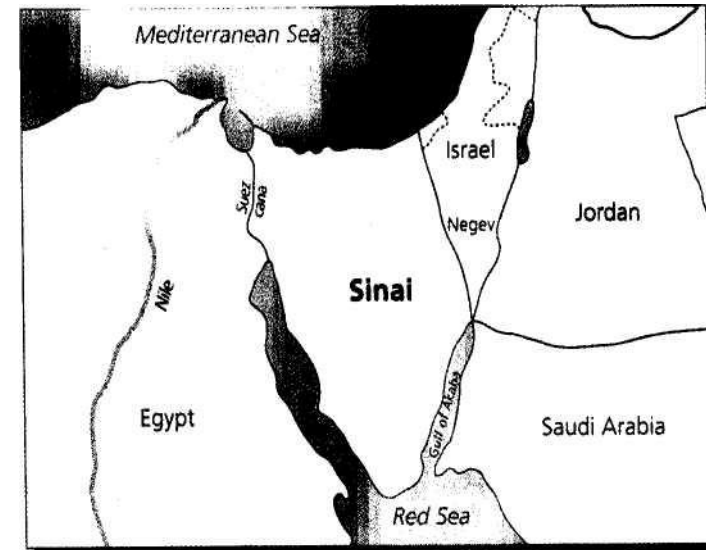 Mediterranean Sea
Israel
Suez
cana
Negev
Jordan
Sinai
Nile
Egypt
Gulf of Akaba
Saudi Arabia
Red Sea